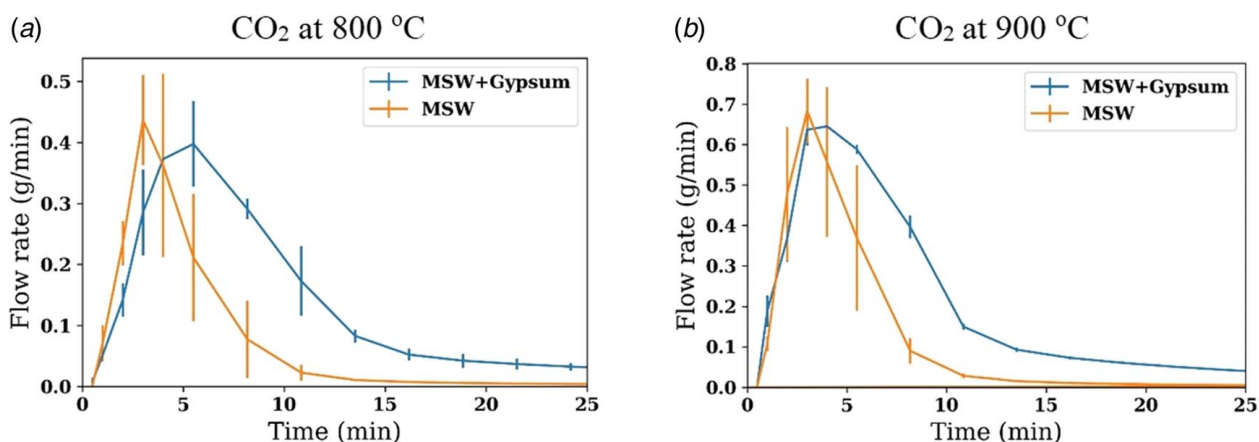 (a) CO₂ at 800 °C
MSW+Gypsum
MSW
Flow rate (g/min)
0.5
0.4
0.3
0.2
0.1
0.0
0 5 10 15 20 25
Time (min)
(b) CO₂ at 900 °C
MSW+Gypsum
MSW
Flow rate (g/min)
0.8
0.7
0.6
0.5
0.4
0.3
0.2
0.1
0.0
0 5 10 15 20 25
Time (min)